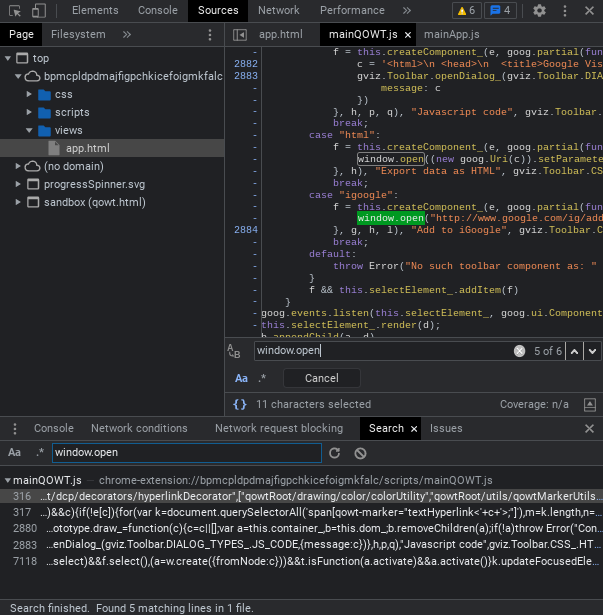 Elements Console Sources Network Performance » 6 4
Page Filesystem » app.html mainQOWT.js × mainApp.js
top
bpmcpldpdmajfigpchkicefoigmkfalc
css
scripts
views
app.html
(no domain)
progressSpinner.svg
sandbox (qowt.html)
- f = this.createComponent_(e, goog.partial(fun
2882 c = '<html>\n <head>\n  <title>Google Vis
2883 gviz.Toolbar.openDialog_(gviz.Toolbar.DIA
- message: c
- })
- }, h, p, q), "Javascript code", gviz.Toolbar.
- break;
- case "html":
- f = this.createComponent_(e, goog.partial(fun
- window.open((new goog.Uri(c)).setParamete
- }, h), "Export data as HTML", gviz.Toolbar.CS
- break;
- case "igoogle":
- f = this.createComponent_(e, goog.partial(fun
- window.open("http://www.google.com/ig/add
2884 }, g, h, l), "Add to iGoogle", gviz.Toolbar.C
- break;
- default:
- throw Error("No such toolbar component as: "
- }
- f && this.selectElement_.addItem(f)
- }
- goog.events.listen(this.selectElement_, goog.ui.Component
- this.selectElement_.render(d);
b.appendChild(a, d)
A B window.open 5 of 6
Aa .* Cancel
{} 11 characters selected Coverage: n/a
Console Network conditions Network request blocking Search × Issues
Aa .* window.open
mainQOWT.js — chrome-extension://bpmcpldpdmajfigpchkicefoigmkfalc/scripts/mainQOWT.js
316 …t/dcp/decorators/hyperlinkDecorator",["qowtRoot/drawing/color/colorUtility","qowtRoot/utils/qowtMarkerUtils…
317 …)&&c){if(!e[c]){for(var k=document.querySelectorAll('span[qowt-marker="textHyperlink<'+c+'>;"]'),m=k.length,n=…
2880 …ototype.draw_=function(c){c=c||[];var a=this.container_,b=this.dom_;b.removeChildren(a);if(!a)throw Error("Con…
2883 …enDialog_(gviz.Toolbar.DIALOG_TYPES_.JS_CODE,{message:c})},h,p,q),"Javascript code",gviz.Toolbar.CSS_.HT…
7118 …select)&&f.select(),(a=w.create({fromNode:c}))&&t.isFunction(a.activate)&&a.activate()}k.updateFocusedEle…
Search finished. Found 5 matching lines in 1 file.